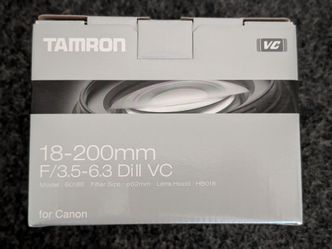 TAMRON
VC
18-200mm
F/3.5-6.3 Di II VC
Model : B018E Filter Size : ø62mm Lens Hood : HB018
for Canon